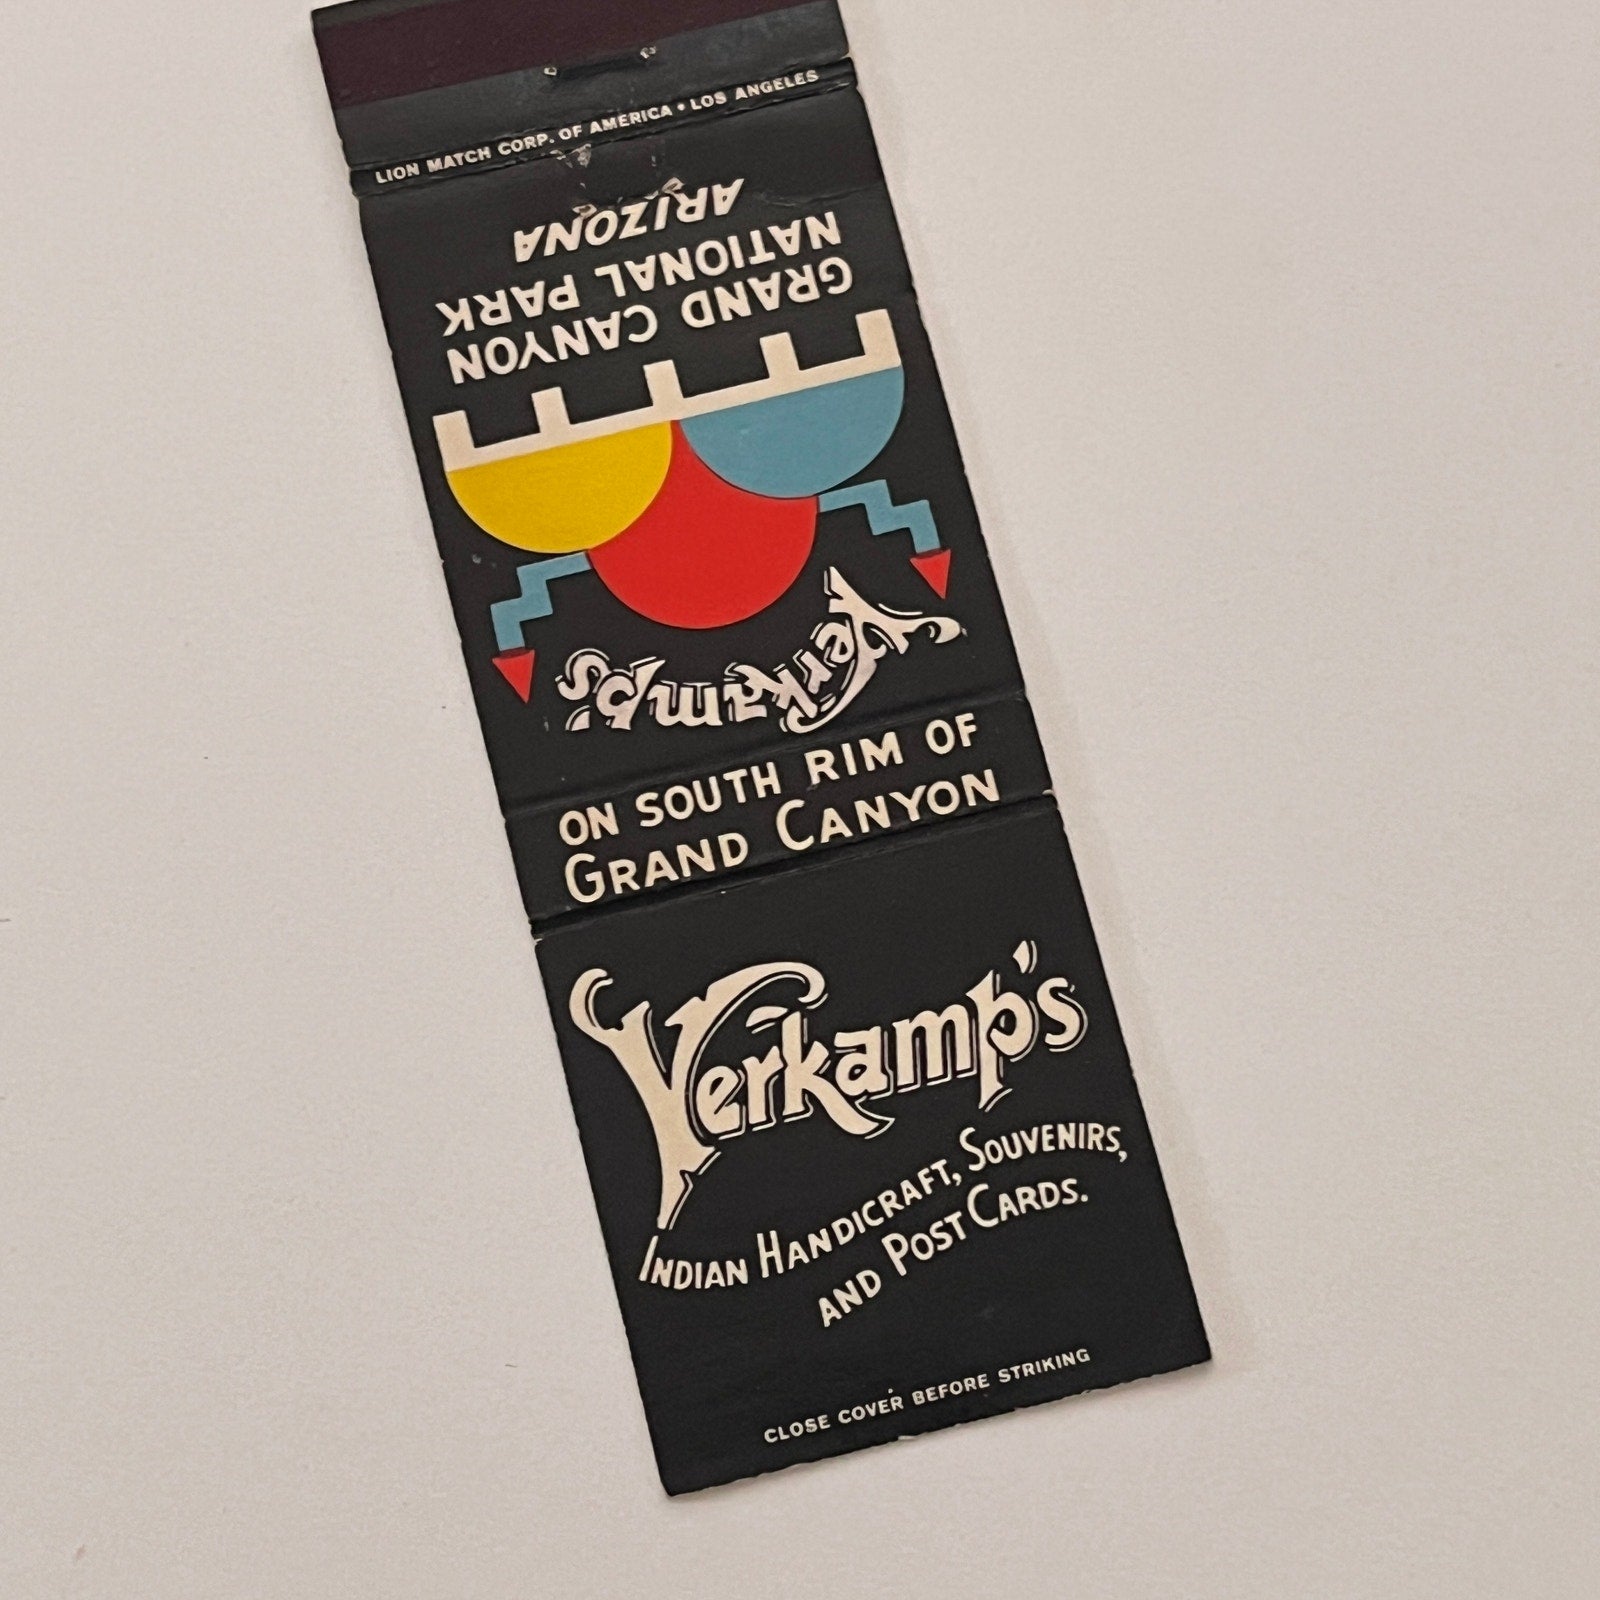 LION MATCH CORP. OF AMERICA • LOS ANGELES
Verkamp's
GRAND CANYON
NATIONAL PARK
ARIZONA
ON SOUTH RIM OF
GRAND CANYON
Verkamp's
INDIAN HANDICRAFT, SOUVENIRS,
AND POST CARDS.
CLOSE COVER BEFORE STRIKING